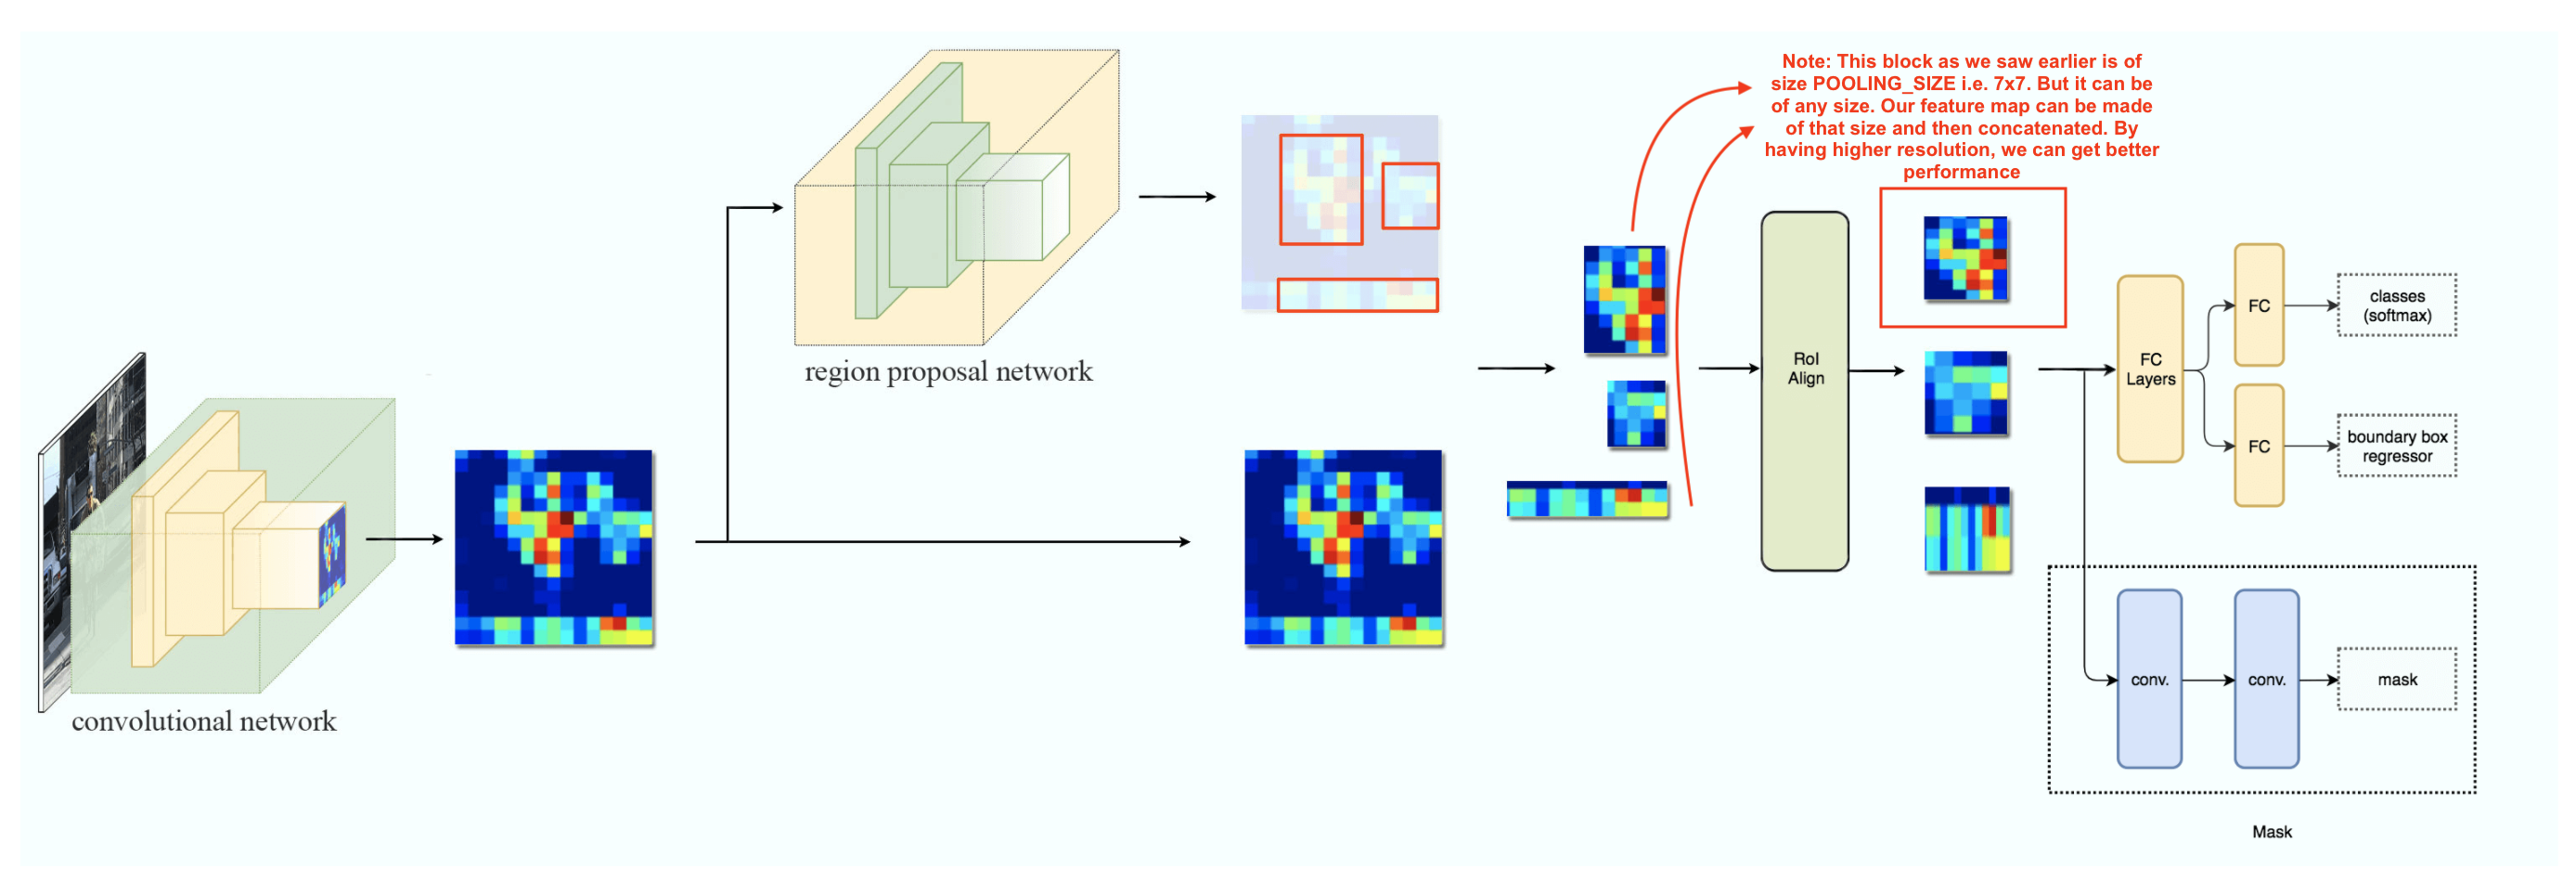 Note: This block as we saw earlier is of
size POOLING_SIZE i.e. 7x7. But it can be
of any size. Our feature map can be made
of that size and then concatenated. By
having higher resolution, we can get better
performance
region proposal network
convolutional network
RoI
Align
FC
Layers
FC
classes
(softmax)
FC
boundary box
regressor
conv.
conv.
mask
Mask